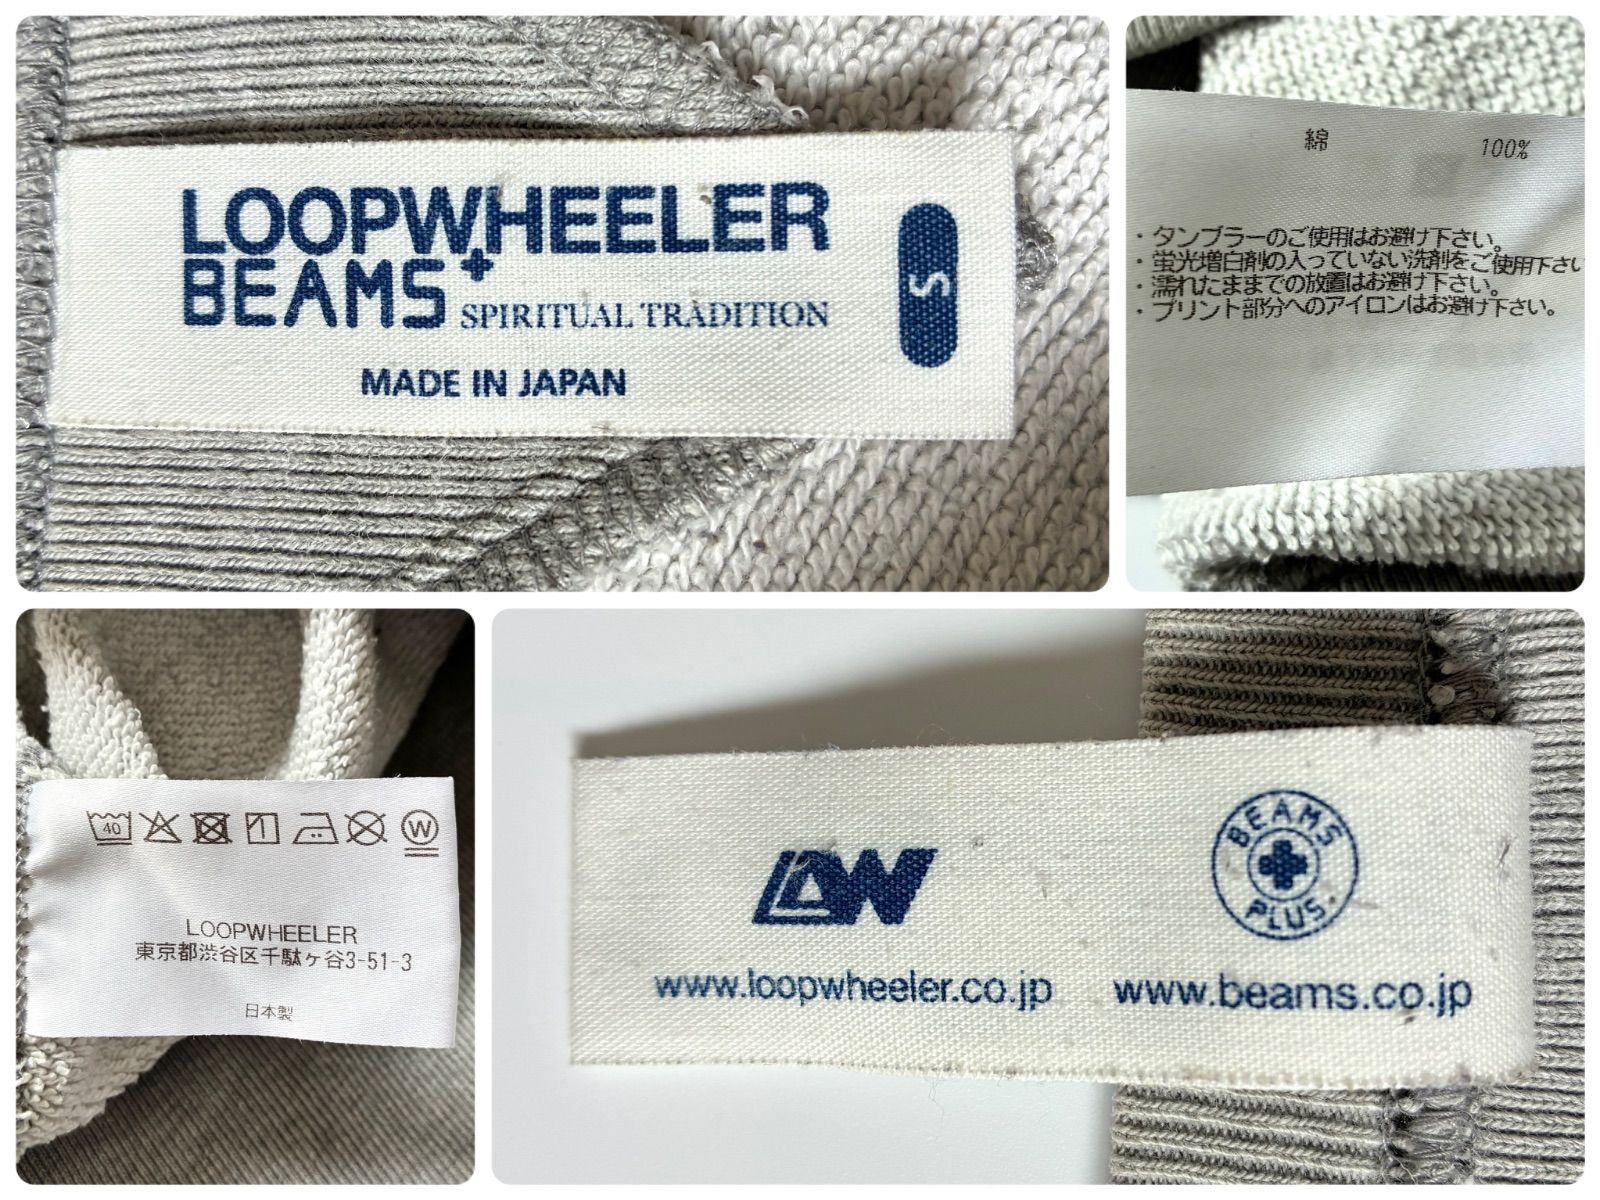 LOOPWHEELER
BEAMS+ SPIRITUAL TRADITION
MADE IN JAPAN
S
綿 100%
・タンブラーのご使用はお避け下さい。
・蛍光増白剤の入っていない洗剤をご使用下さい
・濡れたままでの放置はお避け下さい。
・プリント部分へのアイロンはお避け下さい。
40 W
LOOPWHEELER
東京都渋谷区千駄ヶ谷3-51-3
日本製
LW
BEAMS PLUS.
www.loopwheeler.co.jp
www.beams.co.jp